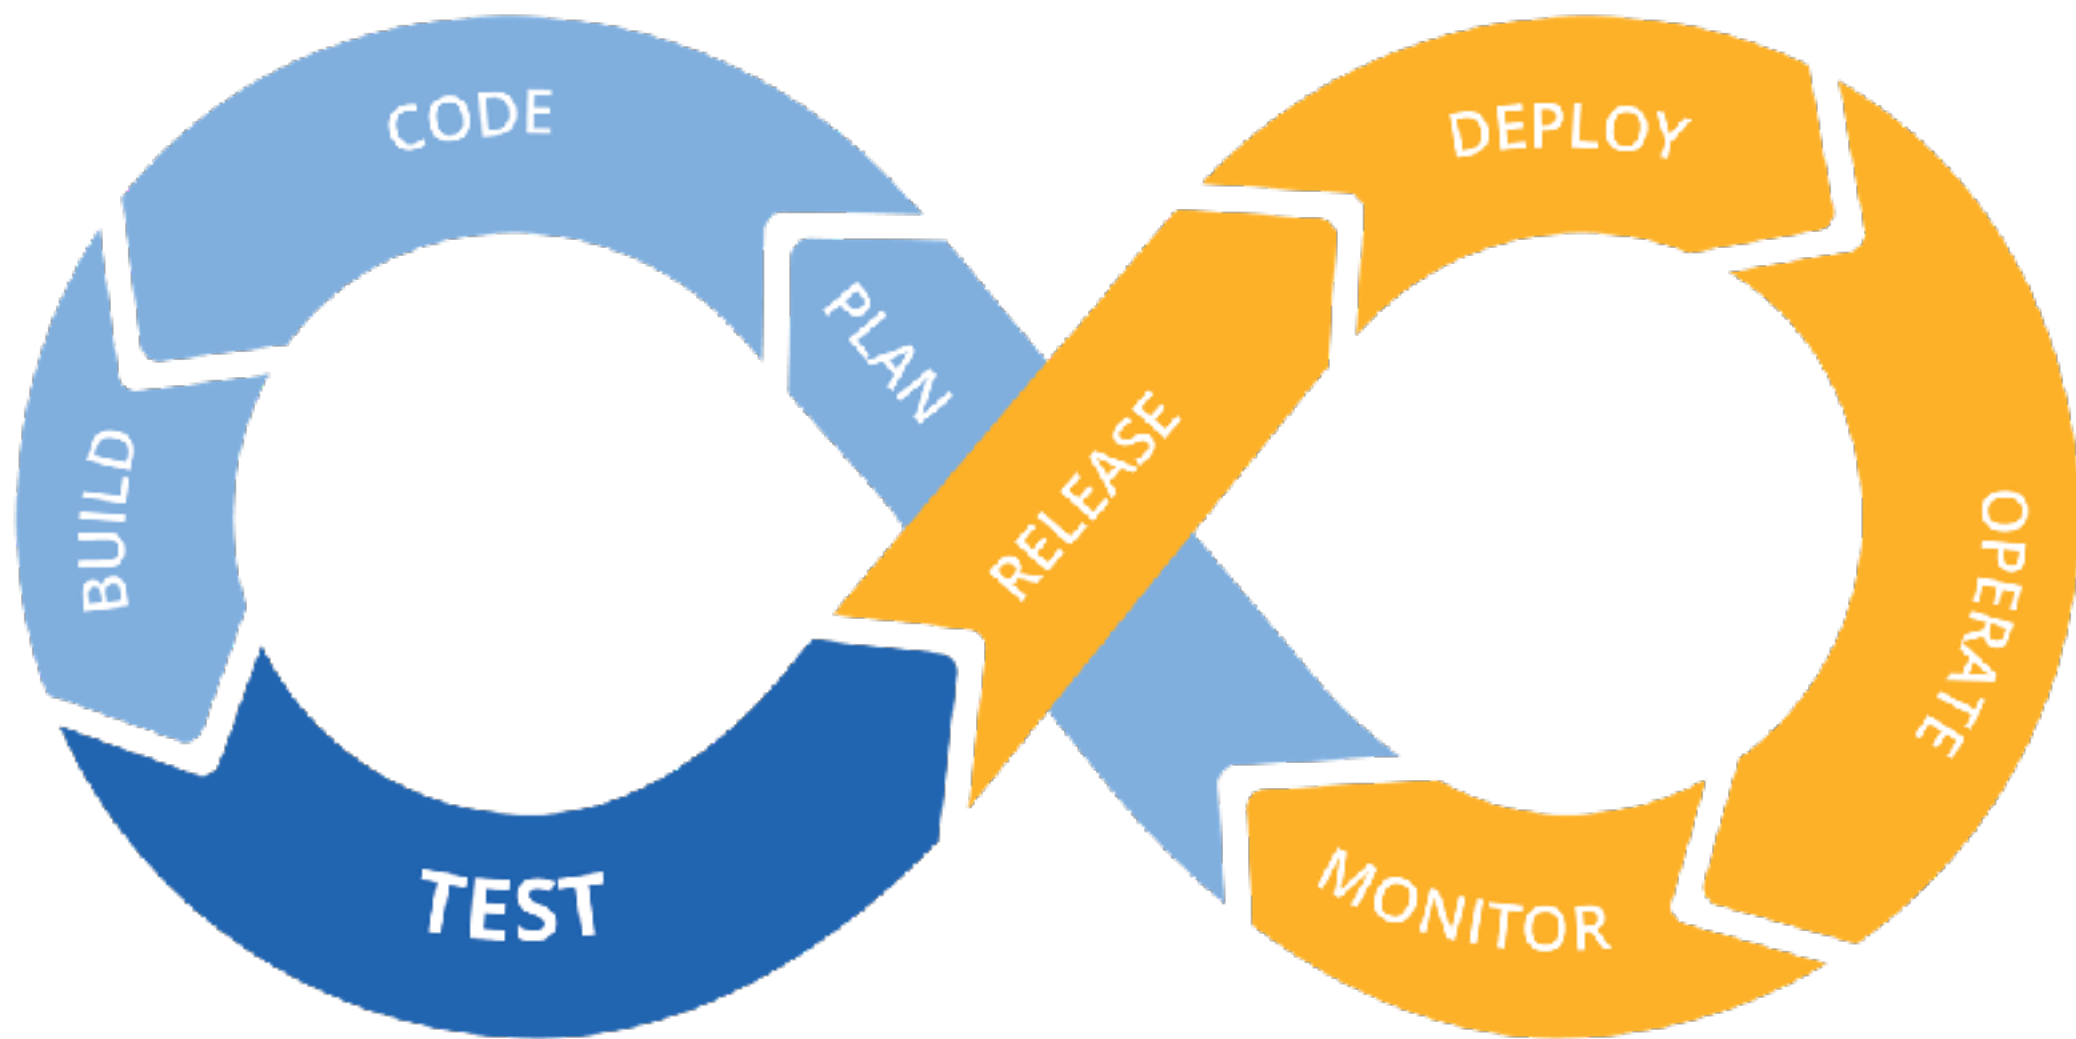 CODE
DEPLOY
PLAN
RELEASE
BUILD
OPERATE
TEST
MONITOR